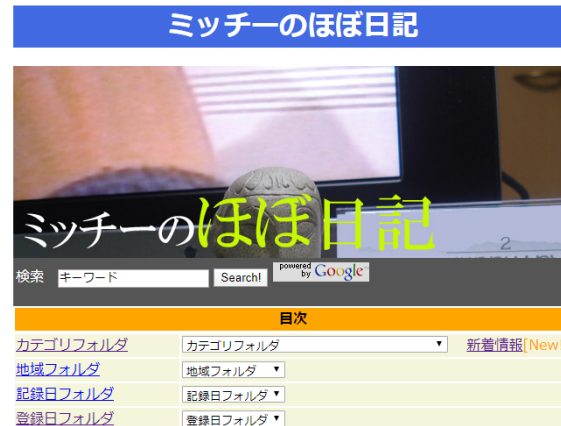 ミッチーのほぼ日記
ミッチーのほぼ日記
2
検索 キーワード Search! powered by Google™
目次
カテゴリフォルダ カテゴリフォルダ 新着情報[New
地域フォルダ 地域フォルダ
記録日フォルダ 記録日フォルダ
登録日フォルダ 登録日フォルダ